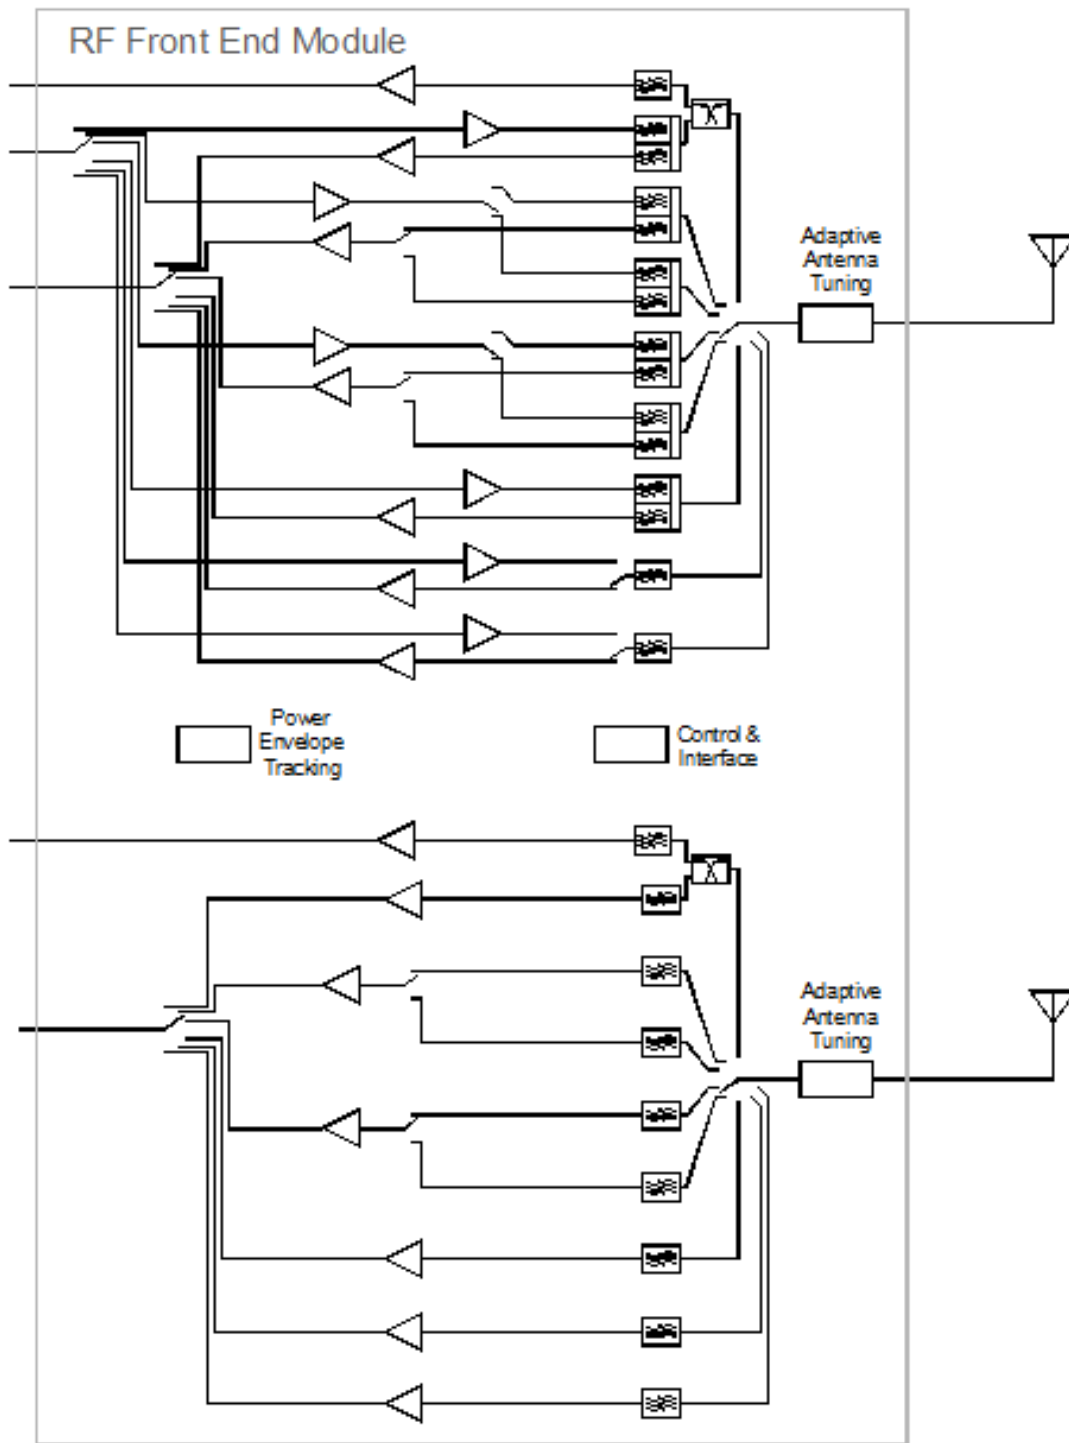 RF Front End Module
Adaptive
Antenna
Tuning
Power
Envelope
Tracking
Control &
Interface
Adaptive
Antenna
Tuning